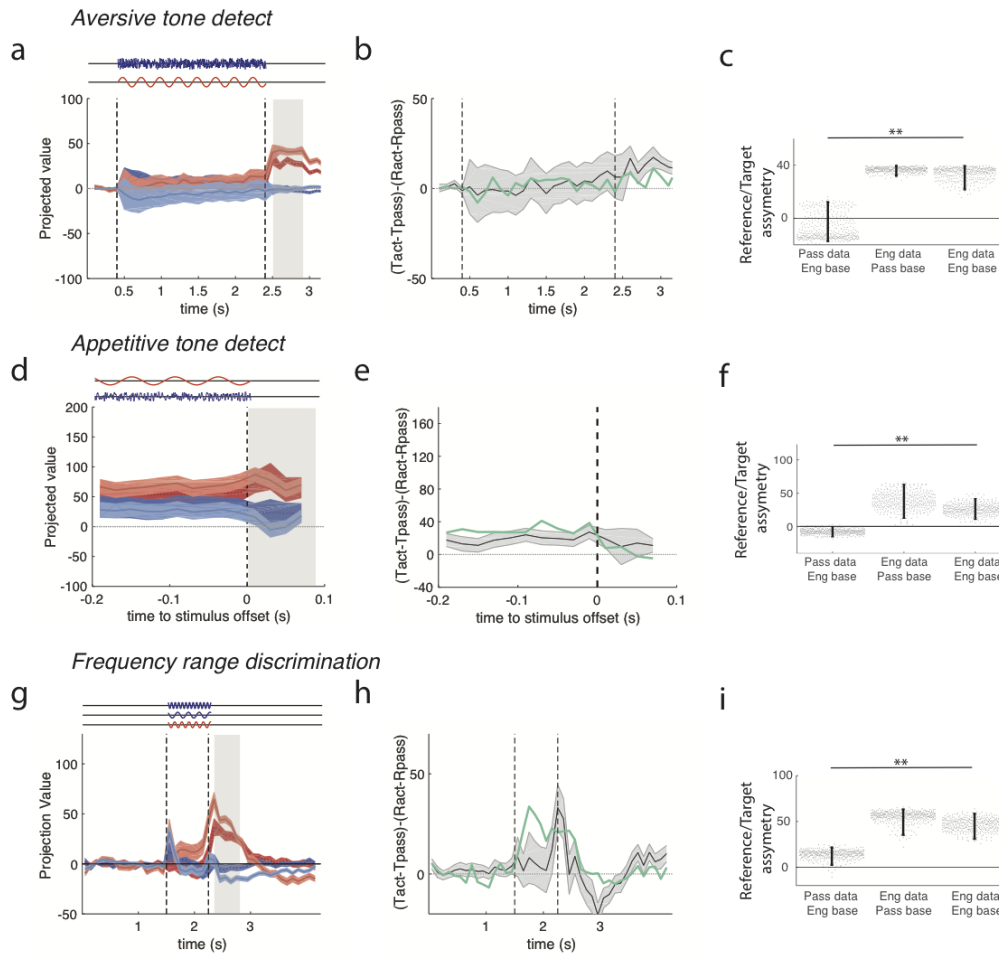 Aversive tone detect
a
b
c
100
50
0
-50
-100
Projected value
0.5
1
1.5
2
2.5
3
time (s)
50
0
-50
(Tact-Tpass)-(Ract-Rpass)
0.5
1
1.5
2
2.5
3
time (s)
**
40
0
Reference/Target
assymetry
Pass data
Eng base
Eng data
Pass base
Eng data
Eng base
Appetitive tone detect
d
e
f
200
150
100
50
0
-50
-100
Projected value
-0.2
-0.1
0
0.1
time to stimulus offset (s)
160
120
80
40
0
-40
(Tact-Tpass)-(Ract-Rpass)
-0.2
-0.1
0
0.1
time to stimulus offset (s)
**
100
50
0
Reference/Target
assymetry
Pass data
Eng base
Eng data
Pass base
Eng data
Eng base
Frequency range discrimination
g
h
i
100
50
0
-50
Projection Value
1
2
3
time (s)
50
0
(Tact-Tpass)-(Ract-Rpass)
1
2
3
time (s)
**
100
50
0
Reference/Target
assymetry
Pass data
Eng base
Eng data
Pass base
Eng data
Eng base